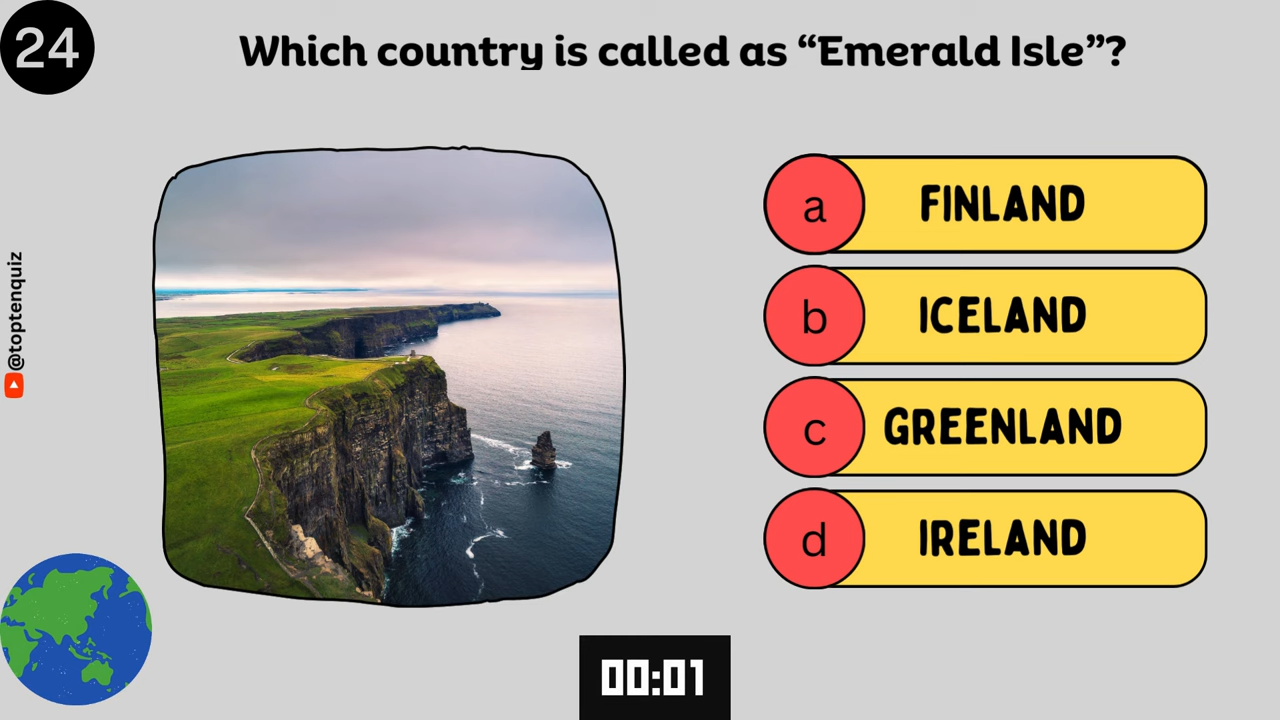 24
Which country is called as “Emerald Isle”?
@toptenquiz
a FINLAND
b ICELAND
c GREENLAND
d IRELAND
00:01